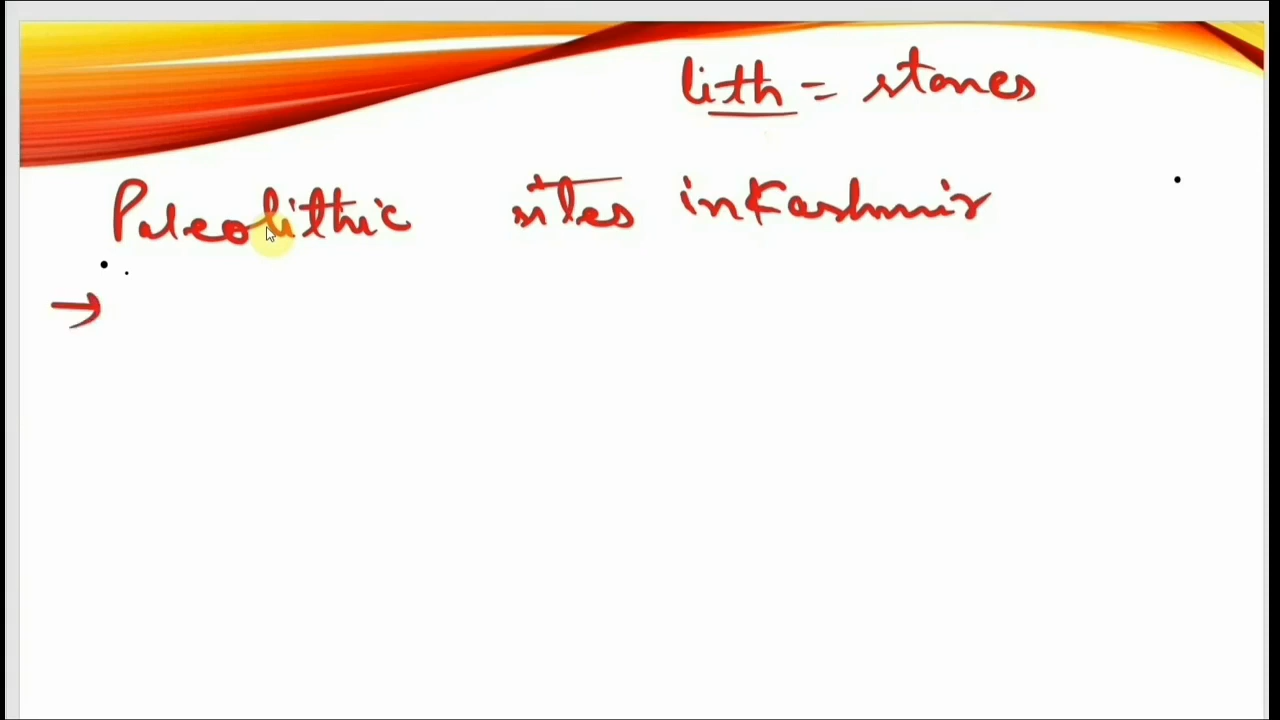 lith = stones
Paleolithic sites in Kashmir
→